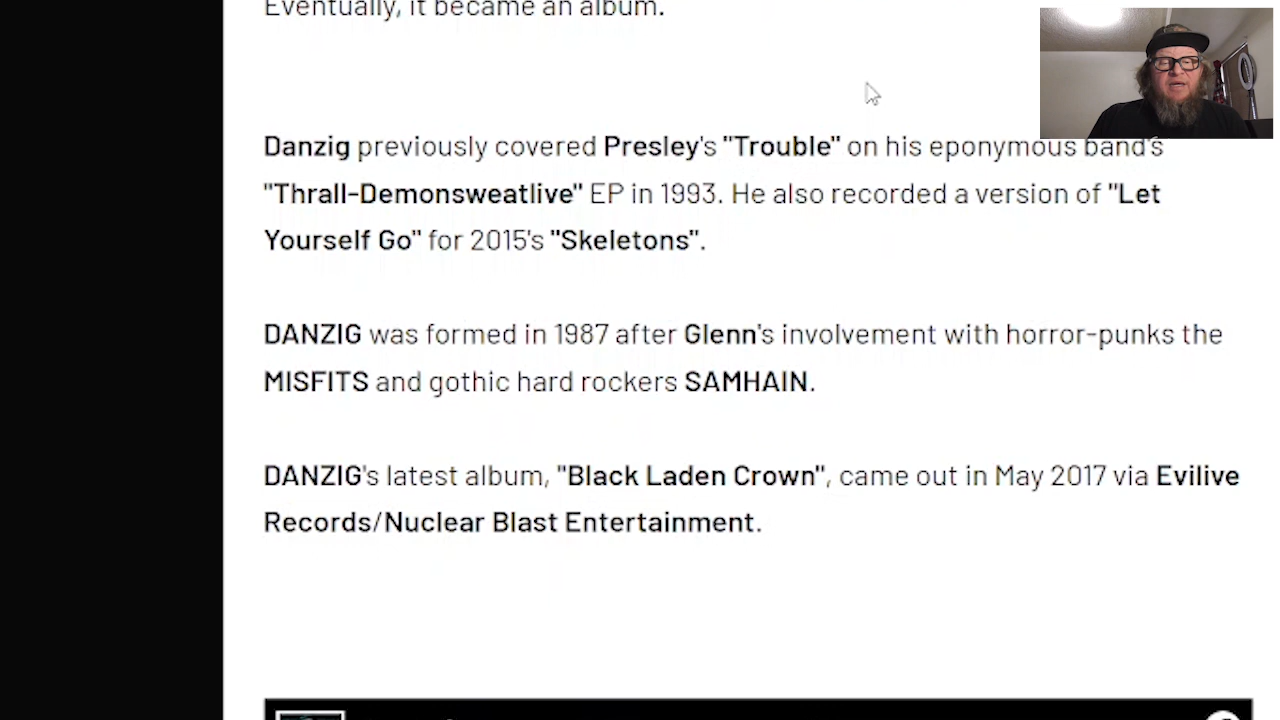 Eventually, it became an album.
Danzig previously covered Presley's "Trouble" on his eponymous band's
"Thrall-Demonsweatlive" EP in 1993. He also recorded a version of "Let
Yourself Go" for 2015's "Skeletons".
DANZIG was formed in 1987 after Glenn's involvement with horror-punks the
MISFITS and gothic hard rockers SAMHAIN.
DANZIG's latest album, "Black Laden Crown", came out in May 2017 via Evilive
Records/Nuclear Blast Entertainment.